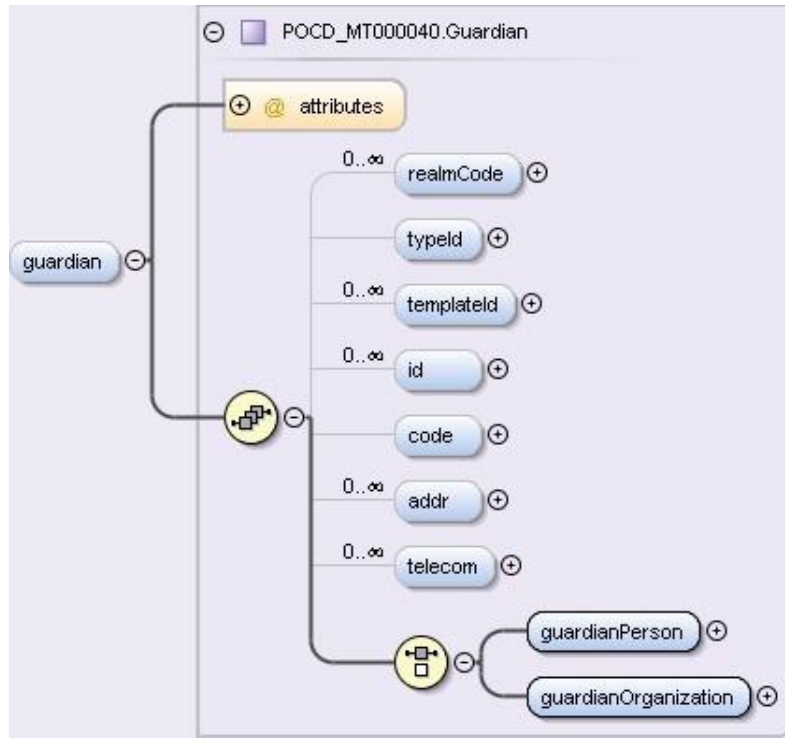 POCD_MT000040.Guardian
@ attributes
0..∞
realmCode
typeId
guardian
0..∞
templateId
0..∞
id
code
0..∞
addr
0..∞
telecom
guardianPerson
guardianOrganization